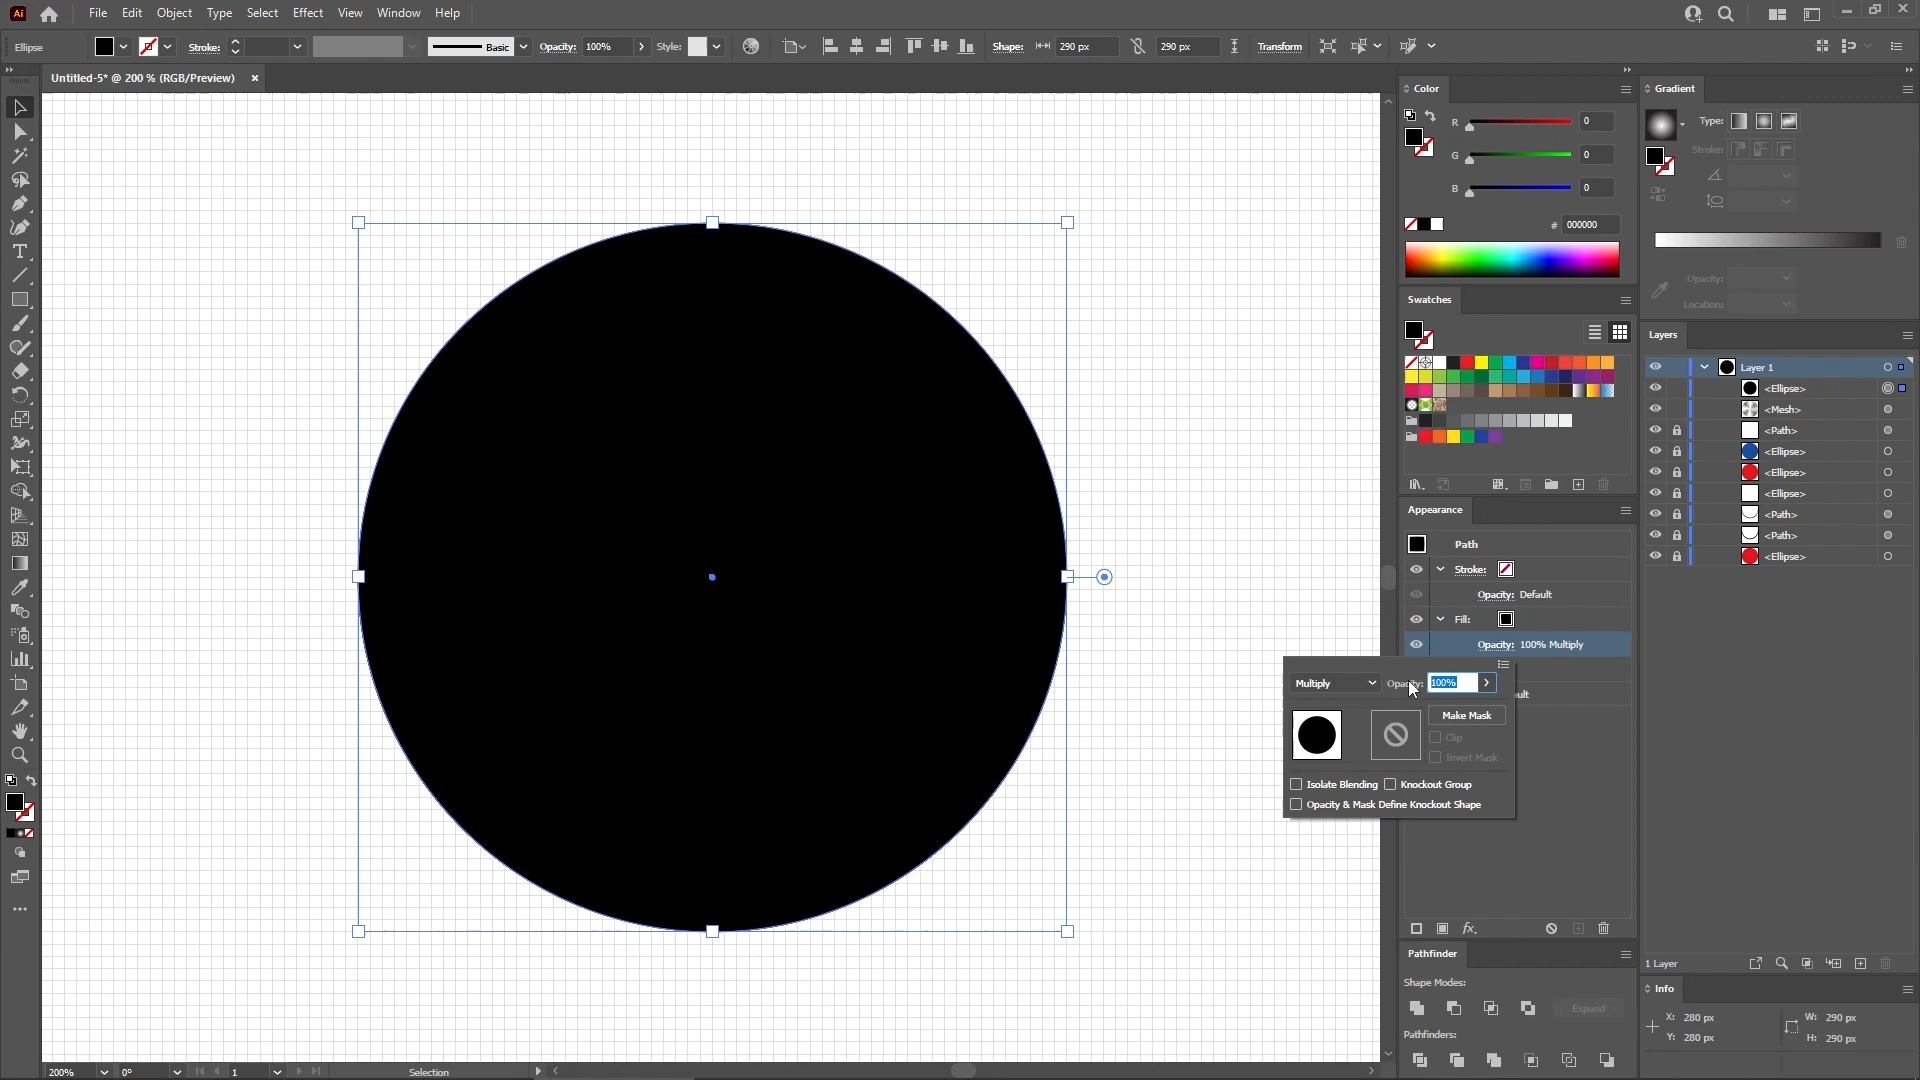 Ai
File Edit Object Type Select Effect View Window Help
Ellipse Stroke: Basic Opacity: 100% Style: Shape: 290 px 290 px Transform
Untitled-5* @ 200 % (RGB/Preview) ×
Color
R 0
G 0
B 0
# 000000
Swatches
Appearance
Path
Stroke:
Opacity: Default
Fill:
Opacity: 100% Multiply
Multiply Opacity: 100%
Make Mask
Clip
Invert Mask
Isolate Blending Knockout Group
Opacity & Mask Define Knockout Shape
fx
Pathfinder
Shape Modes:
Expand
Pathfinders:
Gradient
Type:
Stroke:
Opacity:
Location:
Layers
Layer 1
<Ellipse>
<Mesh>
<Path>
<Ellipse>
<Ellipse>
<Ellipse>
<Path>
<Path>
<Ellipse>
1 Layer
Info
X: 280 px W: 290 px
Y: 280 px H: 290 px
200% 0° 1 Selection